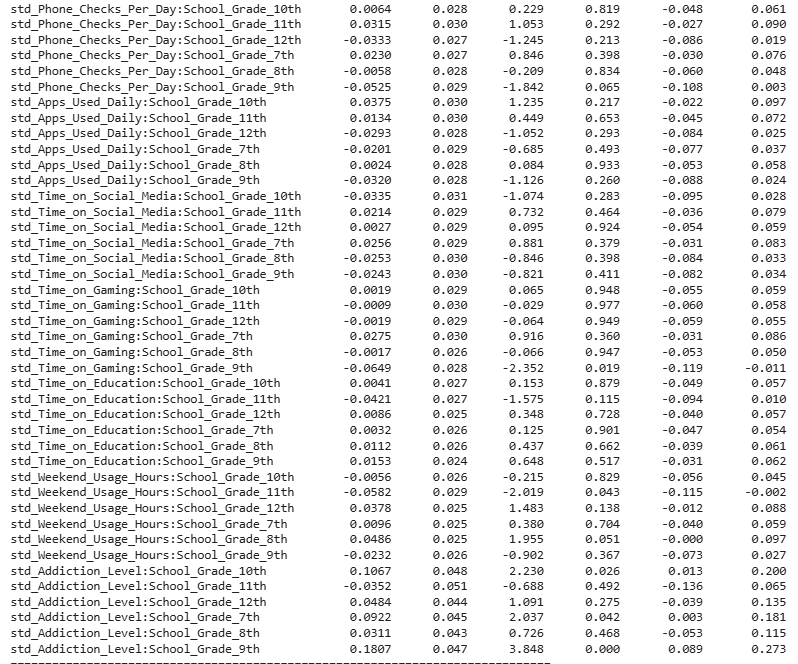 std_Phone_Checks_Per_Day:School_Grade_10th 0.0064 0.028 0.229 0.819 -0.048 0.061
std_Phone_Checks_Per_Day:School_Grade_11th 0.0315 0.030 1.053 0.292 -0.027 0.090
std_Phone_Checks_Per_Day:School_Grade_12th -0.0333 0.027 -1.245 0.213 -0.086 0.019
std_Phone_Checks_Per_Day:School_Grade_7th 0.0230 0.027 0.846 0.398 -0.030 0.076
std_Phone_Checks_Per_Day:School_Grade_8th -0.0058 0.028 -0.209 0.834 -0.060 0.048
std_Phone_Checks_Per_Day:School_Grade_9th -0.0525 0.029 -1.842 0.065 -0.108 0.003
std_Apps_Used_Daily:School_Grade_10th 0.0375 0.030 1.235 0.217 -0.022 0.097
std_Apps_Used_Daily:School_Grade_11th 0.0134 0.030 0.449 0.653 -0.045 0.072
std_Apps_Used_Daily:School_Grade_12th -0.0293 0.028 -1.052 0.293 -0.084 0.025
std_Apps_Used_Daily:School_Grade_7th -0.0201 0.029 -0.685 0.493 -0.077 0.037
std_Apps_Used_Daily:School_Grade_8th 0.0024 0.028 0.084 0.933 -0.053 0.058
std_Apps_Used_Daily:School_Grade_9th -0.0320 0.028 -1.126 0.260 -0.088 0.024
std_Time_on_Social_Media:School_Grade_10th -0.0335 0.031 -1.074 0.283 -0.095 0.028
std_Time_on_Social_Media:School_Grade_11th 0.0214 0.029 0.732 0.464 -0.036 0.079
std_Time_on_Social_Media:School_Grade_12th 0.0027 0.029 0.095 0.924 -0.054 0.059
std_Time_on_Social_Media:School_Grade_7th 0.0256 0.029 0.881 0.379 -0.031 0.083
std_Time_on_Social_Media:School_Grade_8th -0.0253 0.030 -0.846 0.398 -0.084 0.033
std_Time_on_Social_Media:School_Grade_9th -0.0243 0.030 -0.821 0.411 -0.082 0.034
std_Time_on_Gaming:School_Grade_10th 0.0019 0.029 0.065 0.948 -0.055 0.059
std_Time_on_Gaming:School_Grade_11th -0.0009 0.030 -0.029 0.977 -0.060 0.058
std_Time_on_Gaming:School_Grade_12th -0.0019 0.029 -0.064 0.949 -0.059 0.055
std_Time_on_Gaming:School_Grade_7th 0.0275 0.030 0.916 0.360 -0.031 0.086
std_Time_on_Gaming:School_Grade_8th -0.0017 0.026 -0.066 0.947 -0.053 0.050
std_Time_on_Gaming:School_Grade_9th -0.0649 0.028 -2.352 0.019 -0.119 -0.011
std_Time_on_Education:School_Grade_10th 0.0041 0.027 0.153 0.879 -0.049 0.057
std_Time_on_Education:School_Grade_11th -0.0421 0.027 -1.575 0.115 -0.094 0.010
std_Time_on_Education:School_Grade_12th 0.0086 0.025 0.348 0.728 -0.040 0.057
std_Time_on_Education:School_Grade_7th 0.0032 0.026 0.125 0.901 -0.047 0.054
std_Time_on_Education:School_Grade_8th 0.0112 0.026 0.437 0.662 -0.039 0.061
std_Time_on_Education:School_Grade_9th 0.0153 0.024 0.648 0.517 -0.031 0.062
std_Weekend_Usage_Hours:School_Grade_10th -0.0056 0.026 -0.215 0.829 -0.056 0.045
std_Weekend_Usage_Hours:School_Grade_11th -0.0582 0.029 -2.019 0.043 -0.115 -0.002
std_Weekend_Usage_Hours:School_Grade_12th 0.0378 0.025 1.483 0.138 -0.012 0.088
std_Weekend_Usage_Hours:School_Grade_7th 0.0096 0.025 0.380 0.704 -0.040 0.059
std_Weekend_Usage_Hours:School_Grade_8th 0.0486 0.025 1.955 0.051 -0.000 0.097
std_Weekend_Usage_Hours:School_Grade_9th -0.0232 0.026 -0.902 0.367 -0.073 0.027
std_Addiction_Level:School_Grade_10th 0.1067 0.048 2.230 0.026 0.013 0.200
std_Addiction_Level:School_Grade_11th -0.0352 0.051 -0.688 0.492 -0.136 0.065
std_Addiction_Level:School_Grade_12th 0.0484 0.044 1.091 0.275 -0.039 0.135
std_Addiction_Level:School_Grade_7th 0.0922 0.045 2.037 0.042 0.003 0.181
std_Addiction_Level:School_Grade_8th 0.0311 0.043 0.726 0.468 -0.053 0.115
std_Addiction_Level:School_Grade_9th 0.1807 0.047 3.848 0.000 0.089 0.273